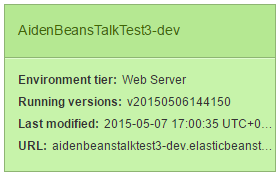 AidenBeansTalkTest3-dev
Environment tier: Web Server
Running versions: v20150506144150
Last modified: 2015-05-07 17:00:35 UTC+0...
URL: aidenbeanstalktest3-dev.elasticbeanst...